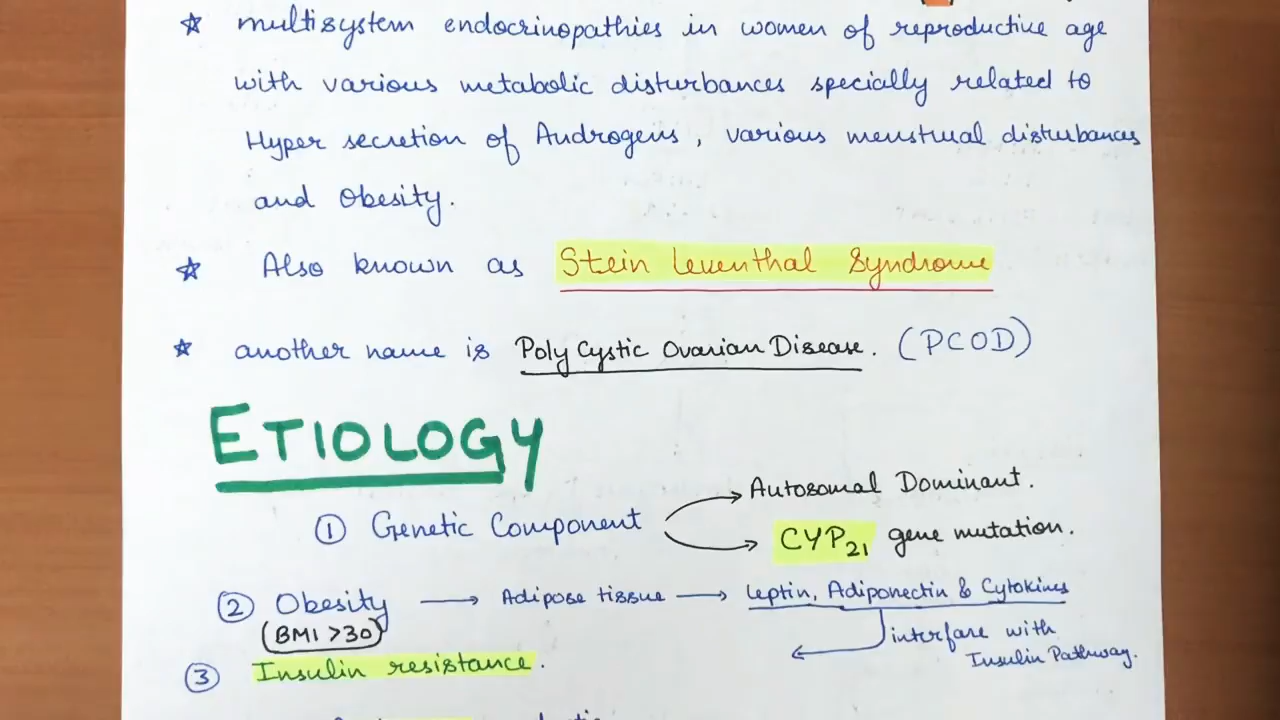 ☆ multisystem endocrinopathies in women of reproductive age
with various metabolic disturbances specially related to
Hyper secretion of Androgens, various menstrual disturbances
and Obesity.
☆ Also known as Stein leventhal Syndrome
☆ another name is Poly Cystic Ovarian Disease. (PCOD)
ETIOLOGY
① Genetic Component
Autosomal Dominant.
CYP21 gene mutation.
② Obesity → Adipose tissue → leptin, Adiponectin & Cytokines
(BMI >30)
interfare with
Insulin Pathway.
③ Insulin resistance.